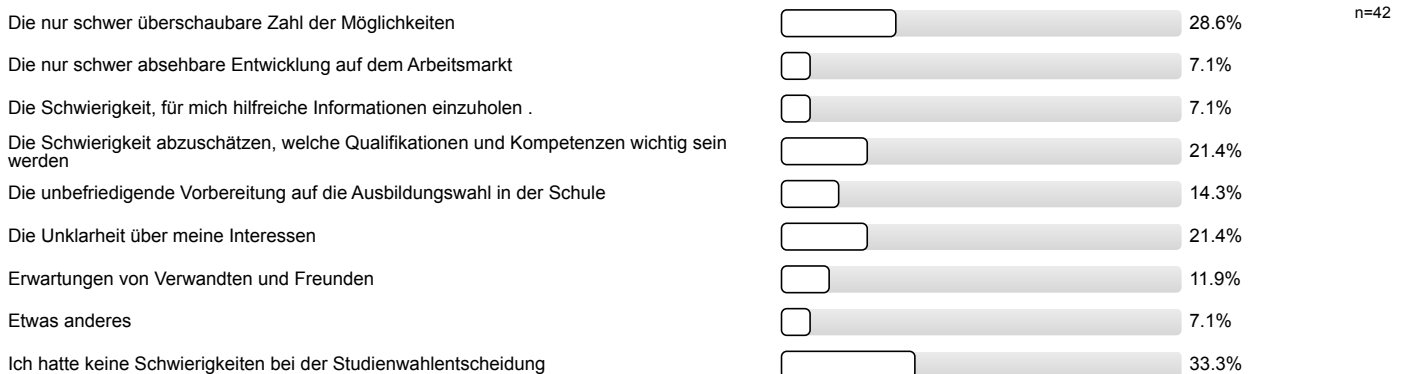 Die nur schwer überschaubare Zahl der Möglichkeiten 28.6% n=42
Die nur schwer absehbare Entwicklung auf dem Arbeitsmarkt 7.1%
Die Schwierigkeit, für mich hilfreiche Informationen einzuholen . 7.1%
Die Schwierigkeit abzuschätzen, welche Qualifikationen und Kompetenzen wichtig sein
werden 21.4%
Die unbefriedigende Vorbereitung auf die Ausbildungswahl in der Schule 14.3%
Die Unklarheit über meine Interessen 21.4%
Erwartungen von Verwandten und Freunden 11.9%
Etwas anderes 7.1%
Ich hatte keine Schwierigkeiten bei der Studienwahlentscheidung 33.3%